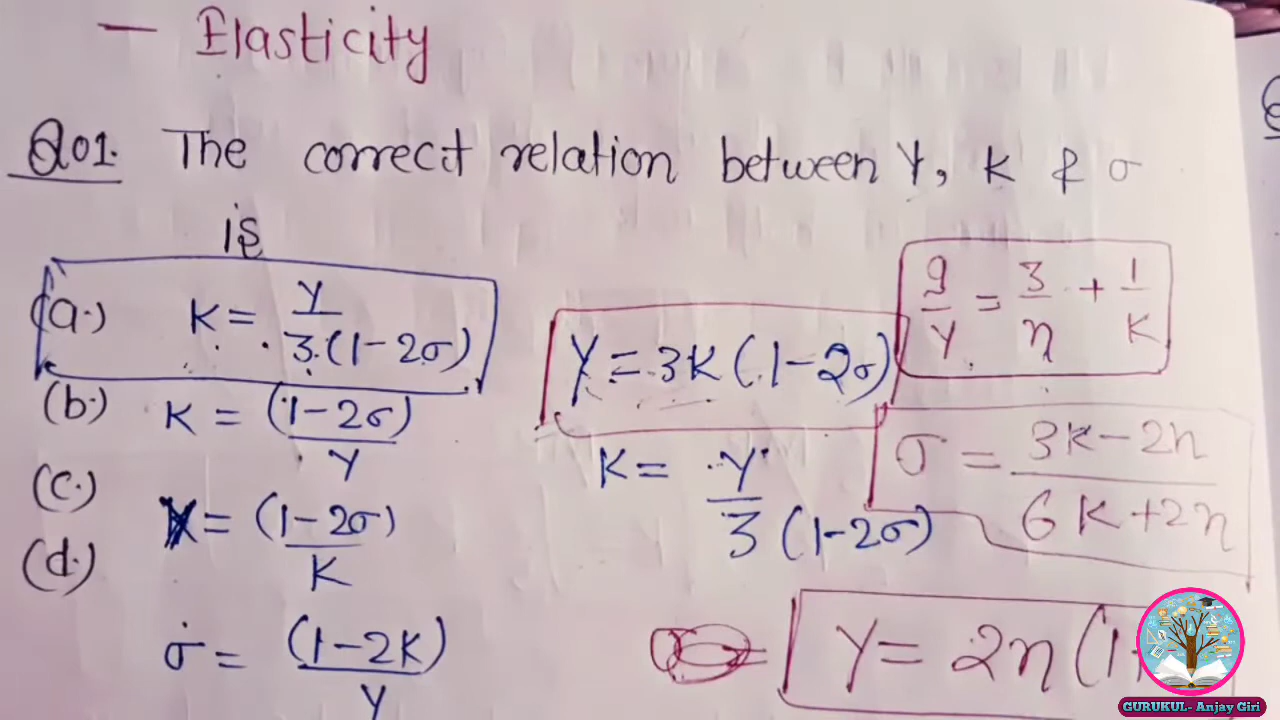 — Elasticity
Q01. The correct relation between Y, K & σ
is
(a.) K = Y / 3(1-2σ)
(b.) K = (1-2σ) / Y
(c.) Y = (1-2σ) / K
(d.) σ = (1-2K) / Y
Y = 3K(1-2σ)
K = Y / 3(1-2σ)
9/Y = 3/η + 1/K
σ = 3K-2η / 6K+2η
Y = 2η(1+
GURUKUL- Anjay Giri